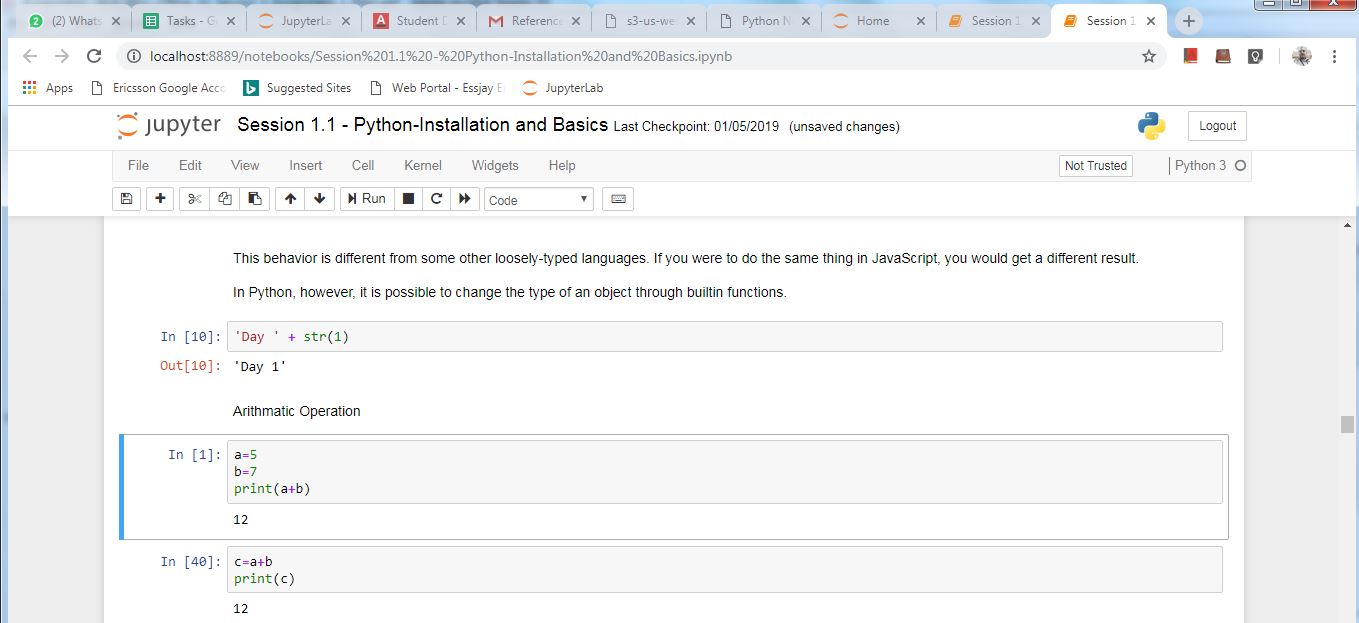 2 (2) Whats
Tasks - G
JupyterLa
Student D
Reference
s3-us-we
Python N
Home
Session 1
Session 1
localhost:8889/notebooks/Session%201.1%20-%20Python-Installation%20and%20Basics.ipynb
Apps Ericsson Google Acco Suggested Sites Web Portal - Essjay E JupyterLab
jupyter Session 1.1 - Python-Installation and Basics Last Checkpoint: 01/05/2019 (unsaved changes) Logout
File Edit View Insert Cell Kernel Widgets Help Not Trusted Python 3
Run Code
This behavior is different from some other loosely-typed languages. If you were to do the same thing in JavaScript, you would get a different result.
In Python, however, it is possible to change the type of an object through builtin functions.
In [10]: 'Day ' + str(1)
Out[10]: 'Day 1'
Arithmatic Operation
In [1]: a=5
b=7
print(a+b)
12
In [40]: c=a+b
print(c)
12